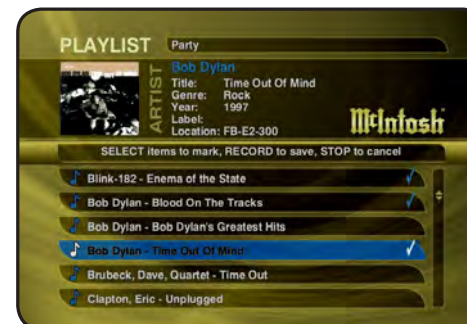 PLAYLIST Party
ARTIST
Bob Dylan
Title: Time Out Of Mind
Genre: Rock
Year: 1997
Label:
Location: FB-E2-300
McIntosh
SELECT items to mark, RECORD to save, STOP to cancel
Blink-182 - Enema of the State
Bob Dylan - Blood On The Tracks
Bob Dylan - Bob Dylan's Greatest Hits
Bob Dylan - Time Out Of Mind
Brubeck, Dave, Quartet - Time Out
Clapton, Eric - Unplugged